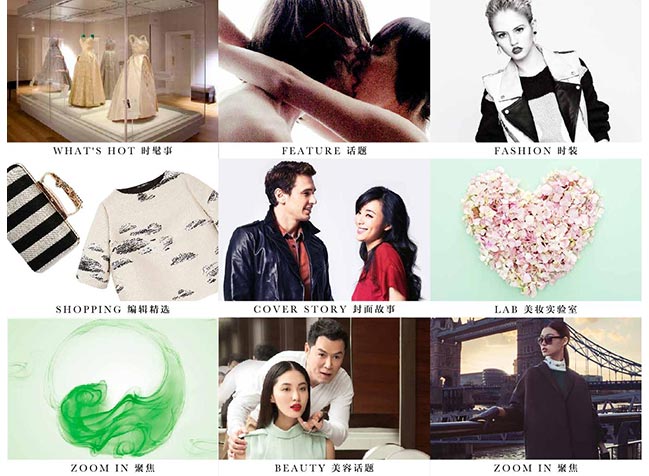 WHAT'S HOT 时髦事
FEATURE 话题
FASHION 时装
SHOPPING 编辑精选
COVER STORY 封面故事
LAB 美妆实验室
ZOOM IN 聚焦
BEAUTY 美容话题
ZOOM IN 聚焦